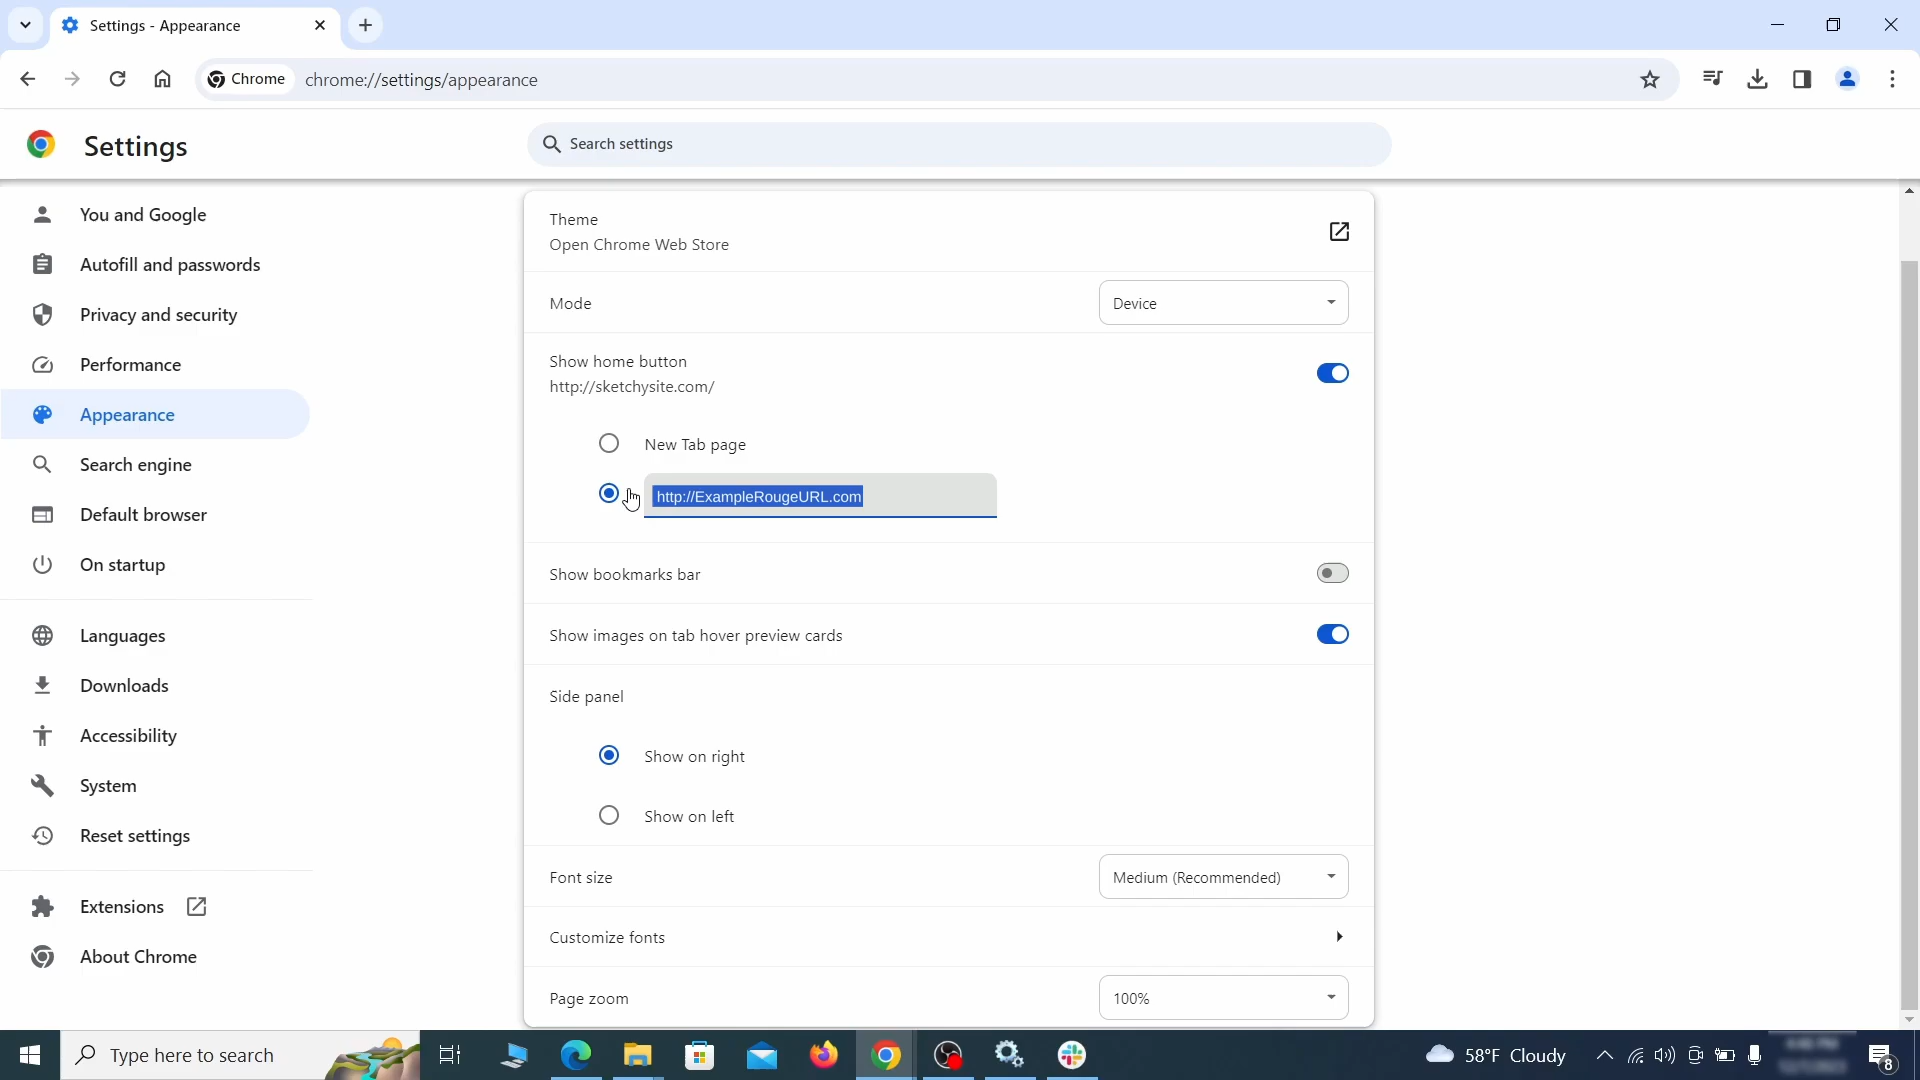 Settings - Appearance
Chrome
chrome://settings/appearance
Settings
Search settings
You and Google
Autofill and passwords
Privacy and security
Performance
Appearance
Search engine
Default browser
On startup
Languages
Downloads
Accessibility
System
Reset settings
Extensions
About Chrome
Theme
Open Chrome Web Store
Mode
Device
Show home button
http://sketchysite.com/
New Tab page
http://ExampleRougeURL.com
Show bookmarks bar
Show images on tab hover preview cards
Side panel
Show on right
Show on left
Font size
Medium (Recommended)
Customize fonts
Page zoom
100%
Type here to search
58°F Cloudy
8